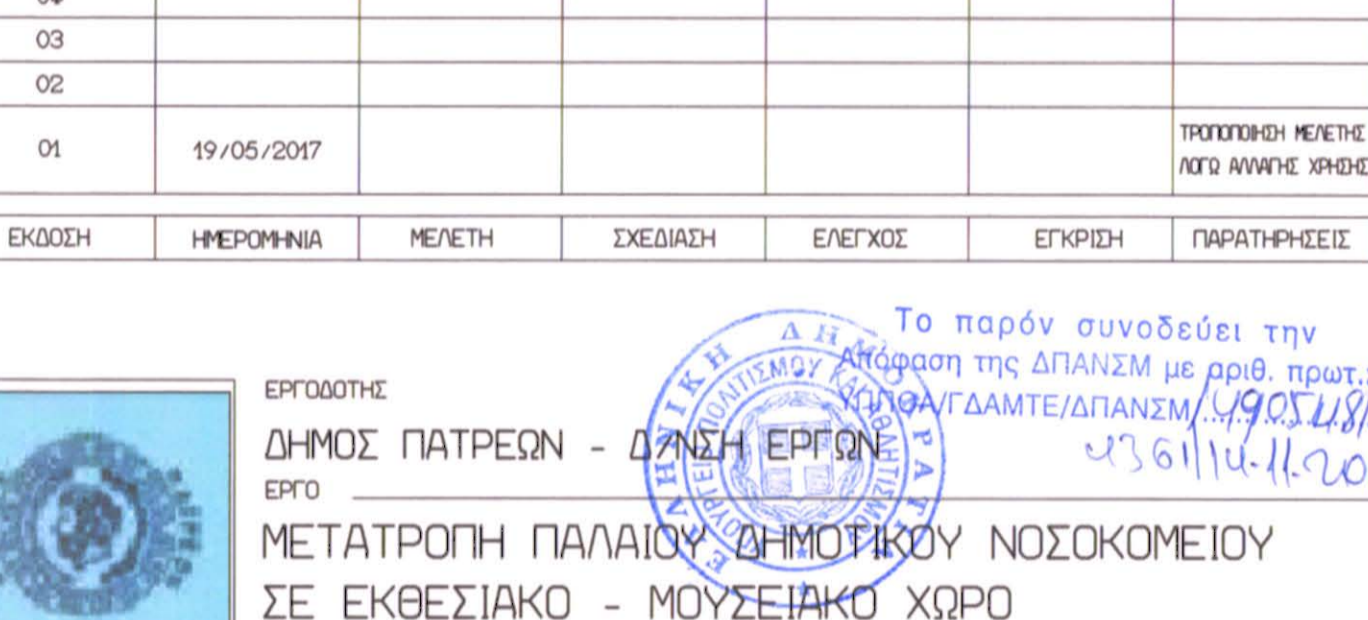 03
02
01 19/05/2017 ΤΡΟΠΟΠΟΙΗΣΗ ΜΕΛΕΤΗΣ
ΛΟΓΩ ΑΛΛΑΓΗΣ ΧΡΗΣΗΣ
ΕΚΔΟΣΗ ΗΜΕΡΟΜΗΝΙΑ ΜΕΛΕΤΗ ΣΧΕΔΙΑΣΗ ΕΛΕΓΧΟΣ ΕΓΚΡΙΣΗ ΠΑΡΑΤΗΡΗΣΕΙΣ
Το παρόν συνοδεύει την
Απόφαση της ΔΠΑΝΣΜ με αριθ. πρωτ.
ΥΠΠΟΑ/ΓΔΑΜΤΕ/ΔΠΑΝΣΜ/
ΕΛΛΗΝΙΚΗ ΔΗΜΟΚΡΑΤΙΑ
ΕΡΓΟΔΟΤΗΣ
ΔΗΜΟΣ ΠΑΤΡΕΩΝ - Δ/ΝΣΗ ΕΡΓΩΝ
ΕΡΓΟ
ΜΕΤΑΤΡΟΠΗ ΠΑΛΑΙΟΥ ΔΗΜΟΤΙΚΟΥ ΝΟΣΟΚΟΜΕΙΟΥ
ΣΕ ΕΚΘΕΣΙΑΚΟ - ΜΟΥΣΕΙΑΚΟ ΧΩΡΟ